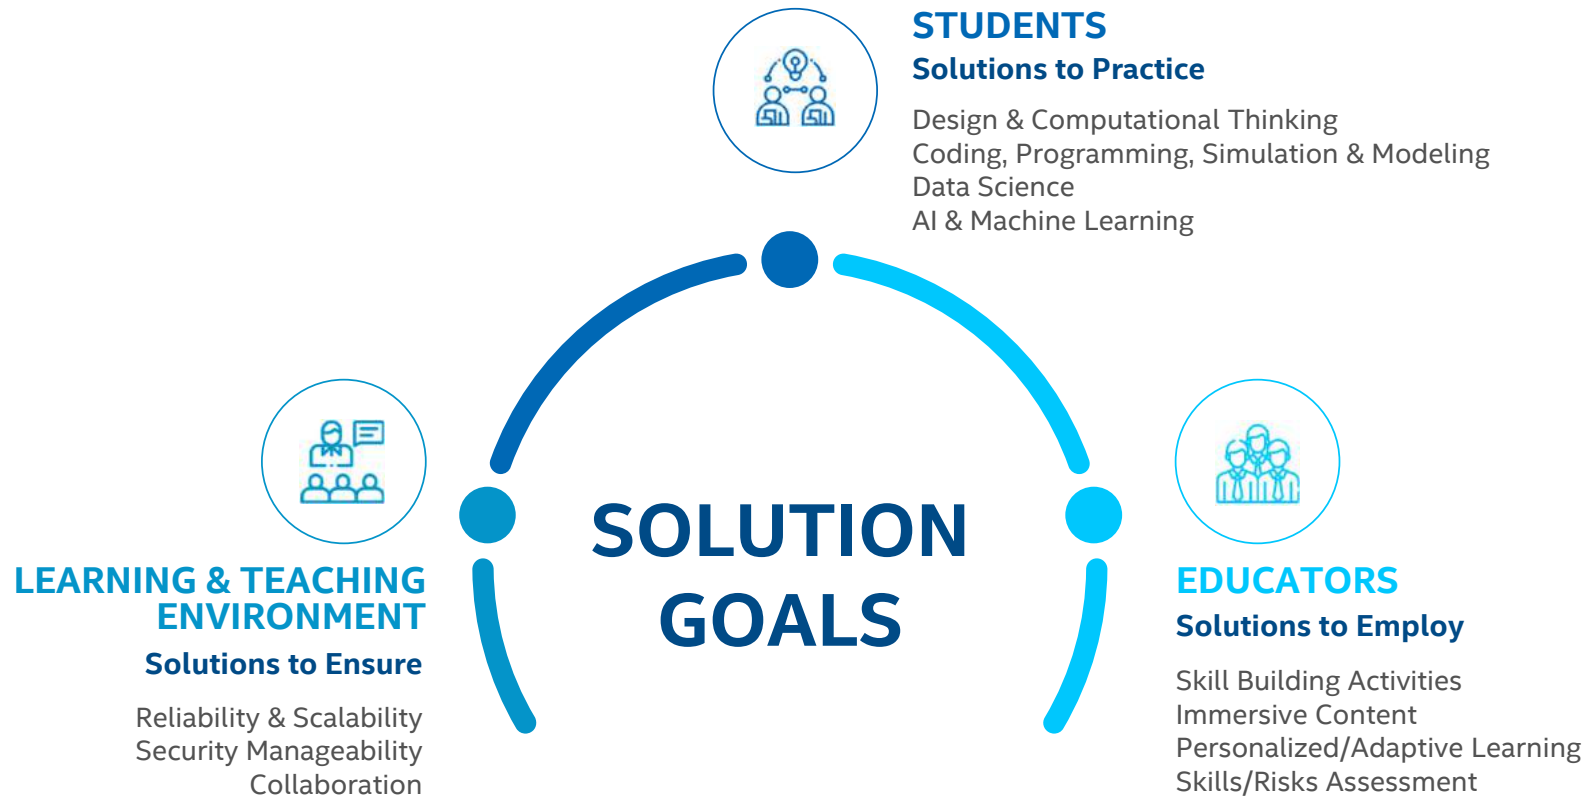 STUDENTS
Solutions to Practice
Design & Computational Thinking
Coding, Programming, Simulation & Modeling
Data Science
AI & Machine Learning
SOLUTION
GOALS
LEARNING & TEACHING
ENVIRONMENT
Solutions to Ensure
Reliability & Scalability
Security Manageability
Collaboration
EDUCATORS
Solutions to Employ
Skill Building Activities
Immersive Content
Personalized/Adaptive Learning
Skills/Risks Assessment